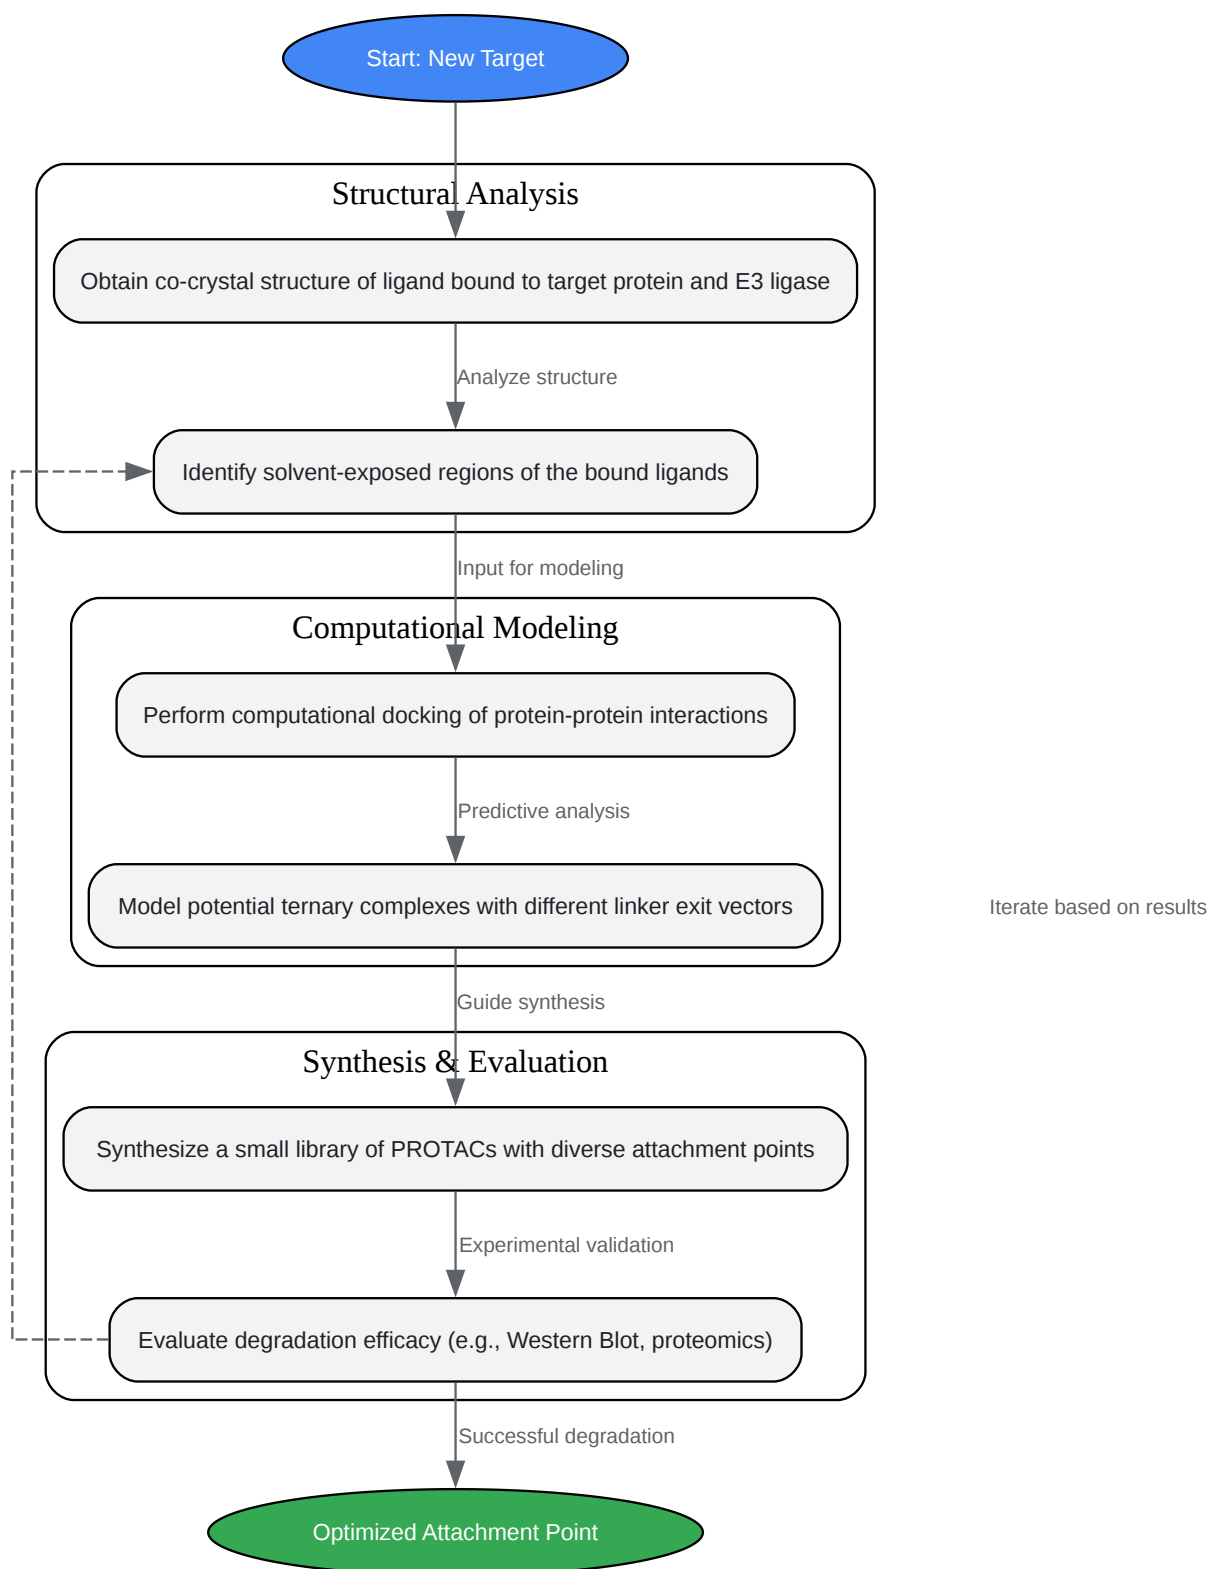 Start: New Target
Structural Analysis
Obtain co-crystal structure of ligand bound to target protein and E3 ligase
Analyze structure
Identify solvent-exposed regions of the bound ligands
Input for modeling
Computational Modeling
Perform computational docking of protein-protein interactions
Predictive analysis
Model potential ternary complexes with different linker exit vectors
Iterate based on results
Guide synthesis
Synthesis & Evaluation
Synthesize a small library of PROTACs with diverse attachment points
Experimental validation
Evaluate degradation efficacy (e.g., Western Blot, proteomics)
Successful degradation
Optimized Attachment Point